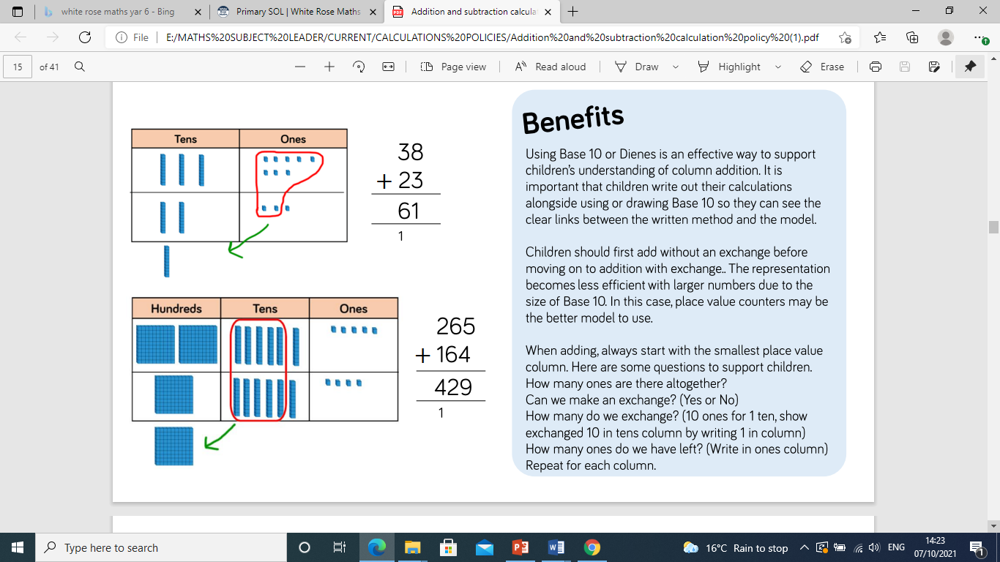 white rose maths yar 6 - Bing
Primary SOL | White Rose Maths
Addition and subtraction calcula
File
E:/MATHS%20SUBJECT%20LEADER/CURRENT/CALCULATIONS%20POLICIES/Addition%20and%20subtraction%20calculation%20policy%20(1).pdf
15 of 41
Page view
Read aloud
Draw
Highlight
Erase
Tens Ones
38
+ 23
61
1
Hundreds Tens Ones
265
+ 164
429
1
Benefits
Using Base 10 or Dienes is an effective way to support
children's understanding of column addition. It is
important that children write out their calculations
alongside using or drawing Base 10 so they can see the
clear links between the written method and the model.
Children should first add without an exchange before
moving on to addition with exchange.. The representation
becomes less efficient with larger numbers due to the
size of Base 10. In this case, place value counters may be
the better model to use.
When adding, always start with the smallest place value
column. Here are some questions to support children.
How many ones are there altogether?
Can we make an exchange? (Yes or No)
How many do we exchange? (10 ones for 1 ten, show
exchanged 10 in tens column by writing 1 in column)
How many ones do we have left? (Write in ones column)
Repeat for each column.
Type here to search
16°C Rain to stop
ENG
14:23
07/10/2021
1